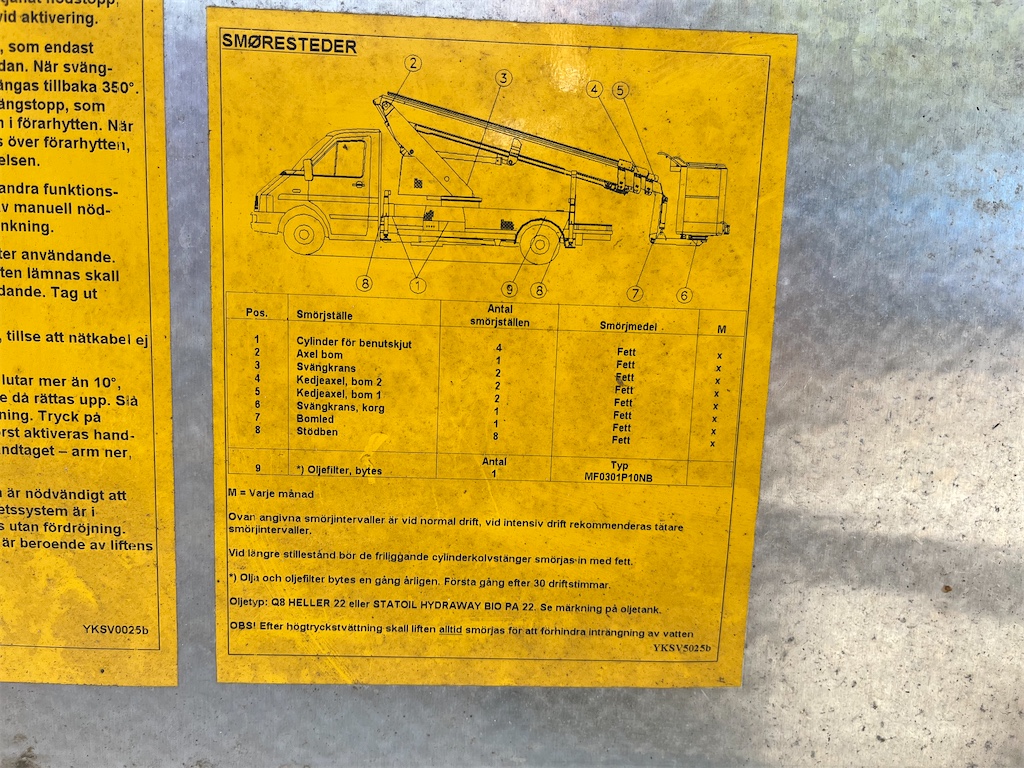 nödstopp,
vid aktivering.
, som endast
dan. När sväng-
ängas tillbaka 350°.
ängstopp, som
n i förarhytten. När
s över förarhytten,
elsen.
andra funktions-
av manuell nöd-
nkning.
ter användande.
ten lämnas skall
dande. Tag ut
, tillse att nätkabel ej
lutar mer än 10°,
e då rättas upp. Slå
ning. Tryck på
örst aktiveras hand-
andtaget – arm ner,
är nödvändigt att
etssystem är i
s utan fördröjning.
är beroende av liftens
YKSV0025b
SMØRESTEDER
2
3
4
5
8
1
9
8
7
6
Pos. Smörjställe Antal smörjställen Smörjmedel M
1 Cylinder för benutskjut 4 Fett x
2 Axel bom 1 Fett x
3 Svängkrans 2 Fett x
4 Kedjeaxel, bom 2 2 Fett x
5 Kedjeaxel, bom 1 2 Fett x
6 Svängkrans, korg 1 Fett x
7 Bomled 1 Fett x
8 Stödben 8 Fett x
Antal Typ
9 *) Oljefilter, bytes 1 MF0301P10NB
M = Varje månad
Ovan angivna smörjintervaller är vid normal drift, vid intensiv drift rekommenderas tätare
smörjintervaller.
Vid längre stillestånd bör de friliggande cylinderkolvstänger smörjas in med fett.
*) Olja och oljefilter bytes en gång årligen. Första gång efter 30 driftstimmar.
Oljetyp: Q8 HELLER 22 eller STATOIL HYDRAWAY BIO PA 22. Se märkning på oljetank.
OBS! Efter högtryckstvättning skall liften alltid smörjas för att förhindra inträngning av vatten
YKSV5025b